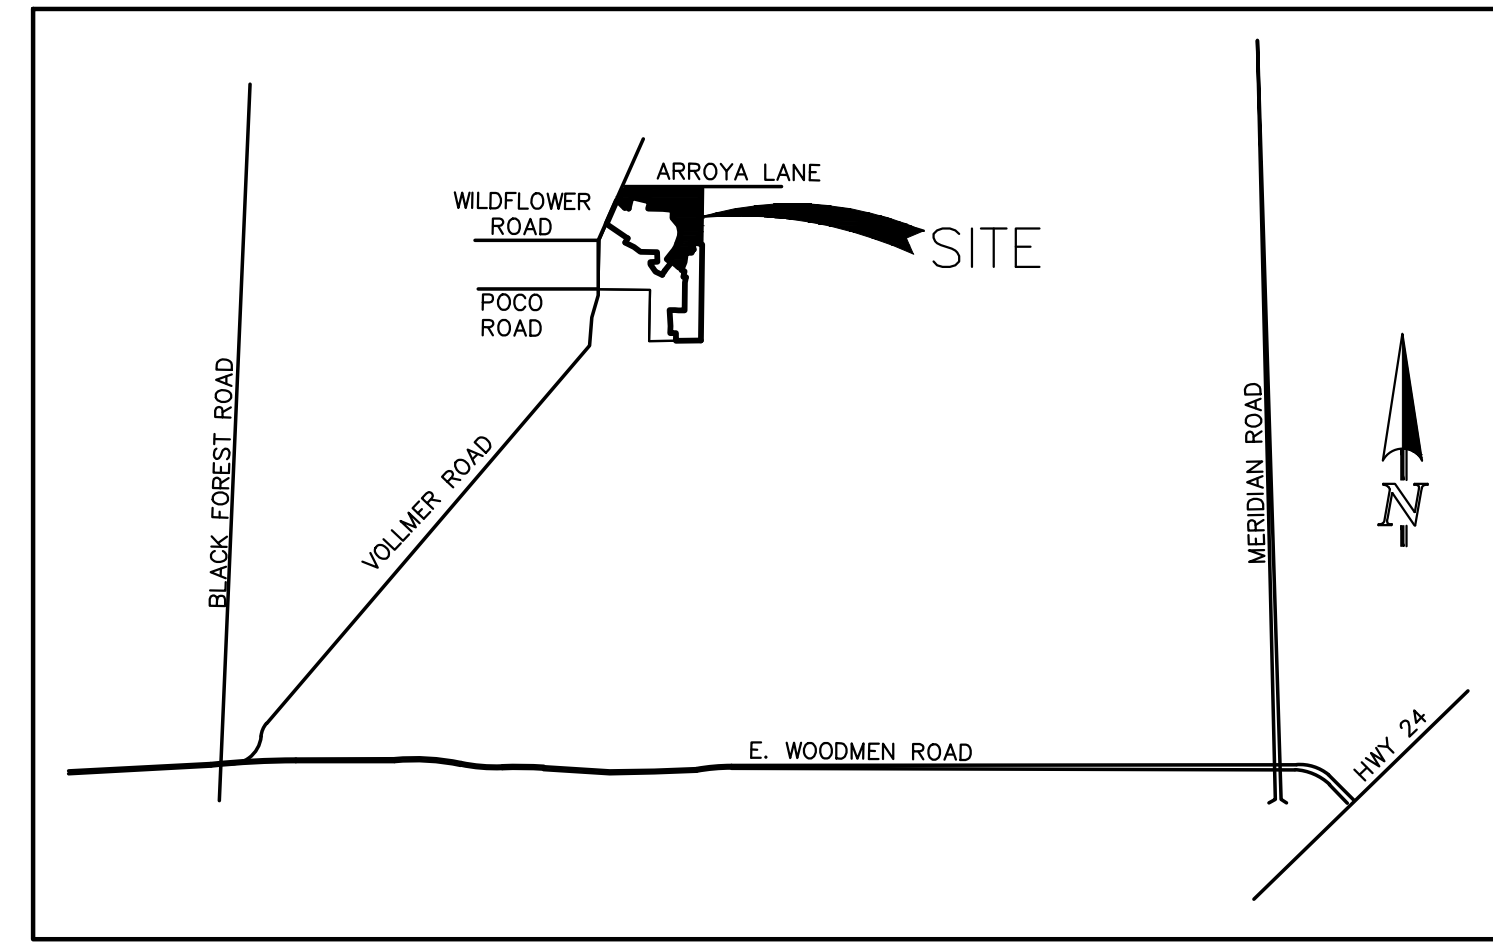 ARROYA LANE
WILDFLOWER
ROAD
SITE
POCO
ROAD
BLACK FOREST ROAD
VOLLMER ROAD
MERIDIAN ROAD
N
E. WOODMEN ROAD
HWY 24